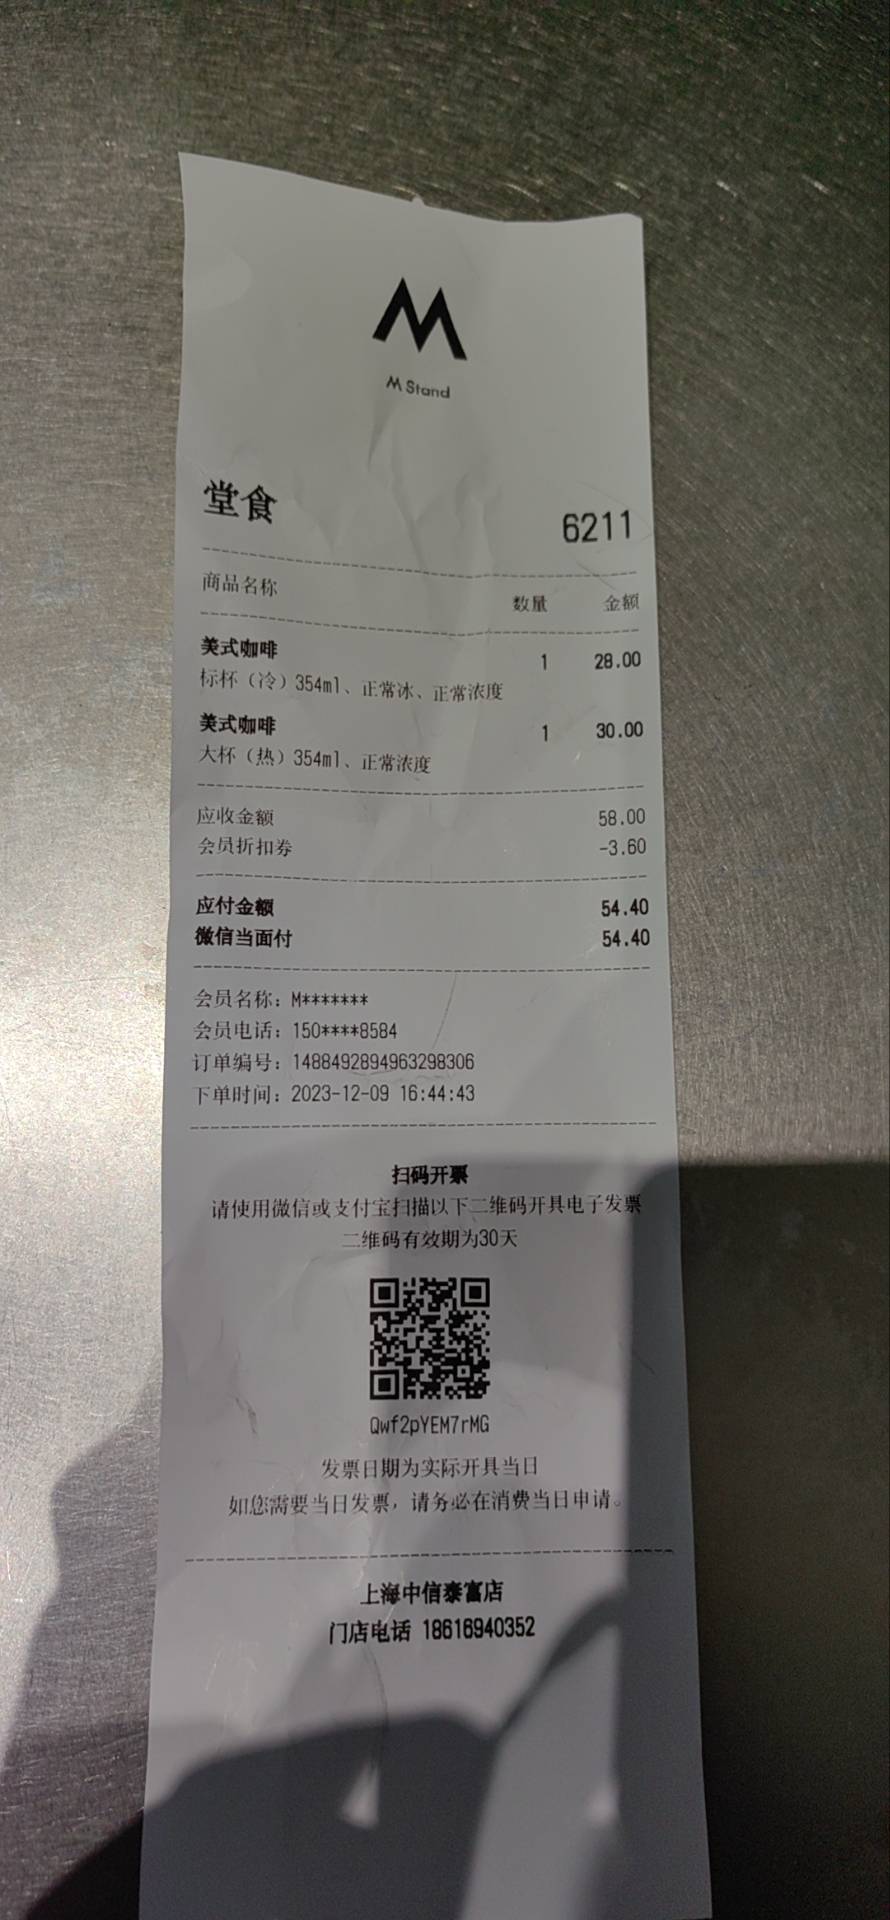 M Stand
堂食 6211
商品名称 数量 金额
美式咖啡 1 28.00
标杯（冷）354ml、正常冰、正常浓度
美式咖啡 1 30.00
大杯（热）354ml、正常浓度
应收金额 58.00
会员折扣券 -3.60
应付金额 54.40
微信当面付 54.40
会员名称：M*******
会员电话：150****8584
订单编号：1488492894963298306
下单时间：2023-12-09 16:44:43
扫码开票
请使用微信或支付宝扫描以下二维码开具电子发票
二维码有效期为30天
Qwf2pYEM7rMG
发票日期为实际开具当日
如您需要当日发票，请务必在消费当日申请。
上海中信泰富店
门店电话 18616940352